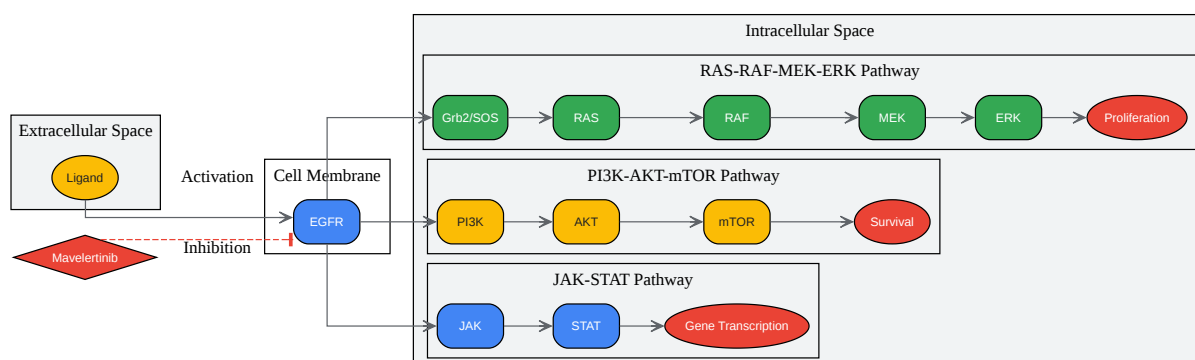 Intracellular Space
RAS-RAF-MEK-ERK Pathway
Grb2/SOS
RAS
RAF
MEK
ERK
Proliferation
Extracellular Space
Ligand
Activation
Cell Membrane
EGFR
PI3K-AKT-mTOR Pathway
PI3K
AKT
mTOR
Survival
Mavelertinib
Inhibition
JAK-STAT Pathway
JAK
STAT
Gene Transcription